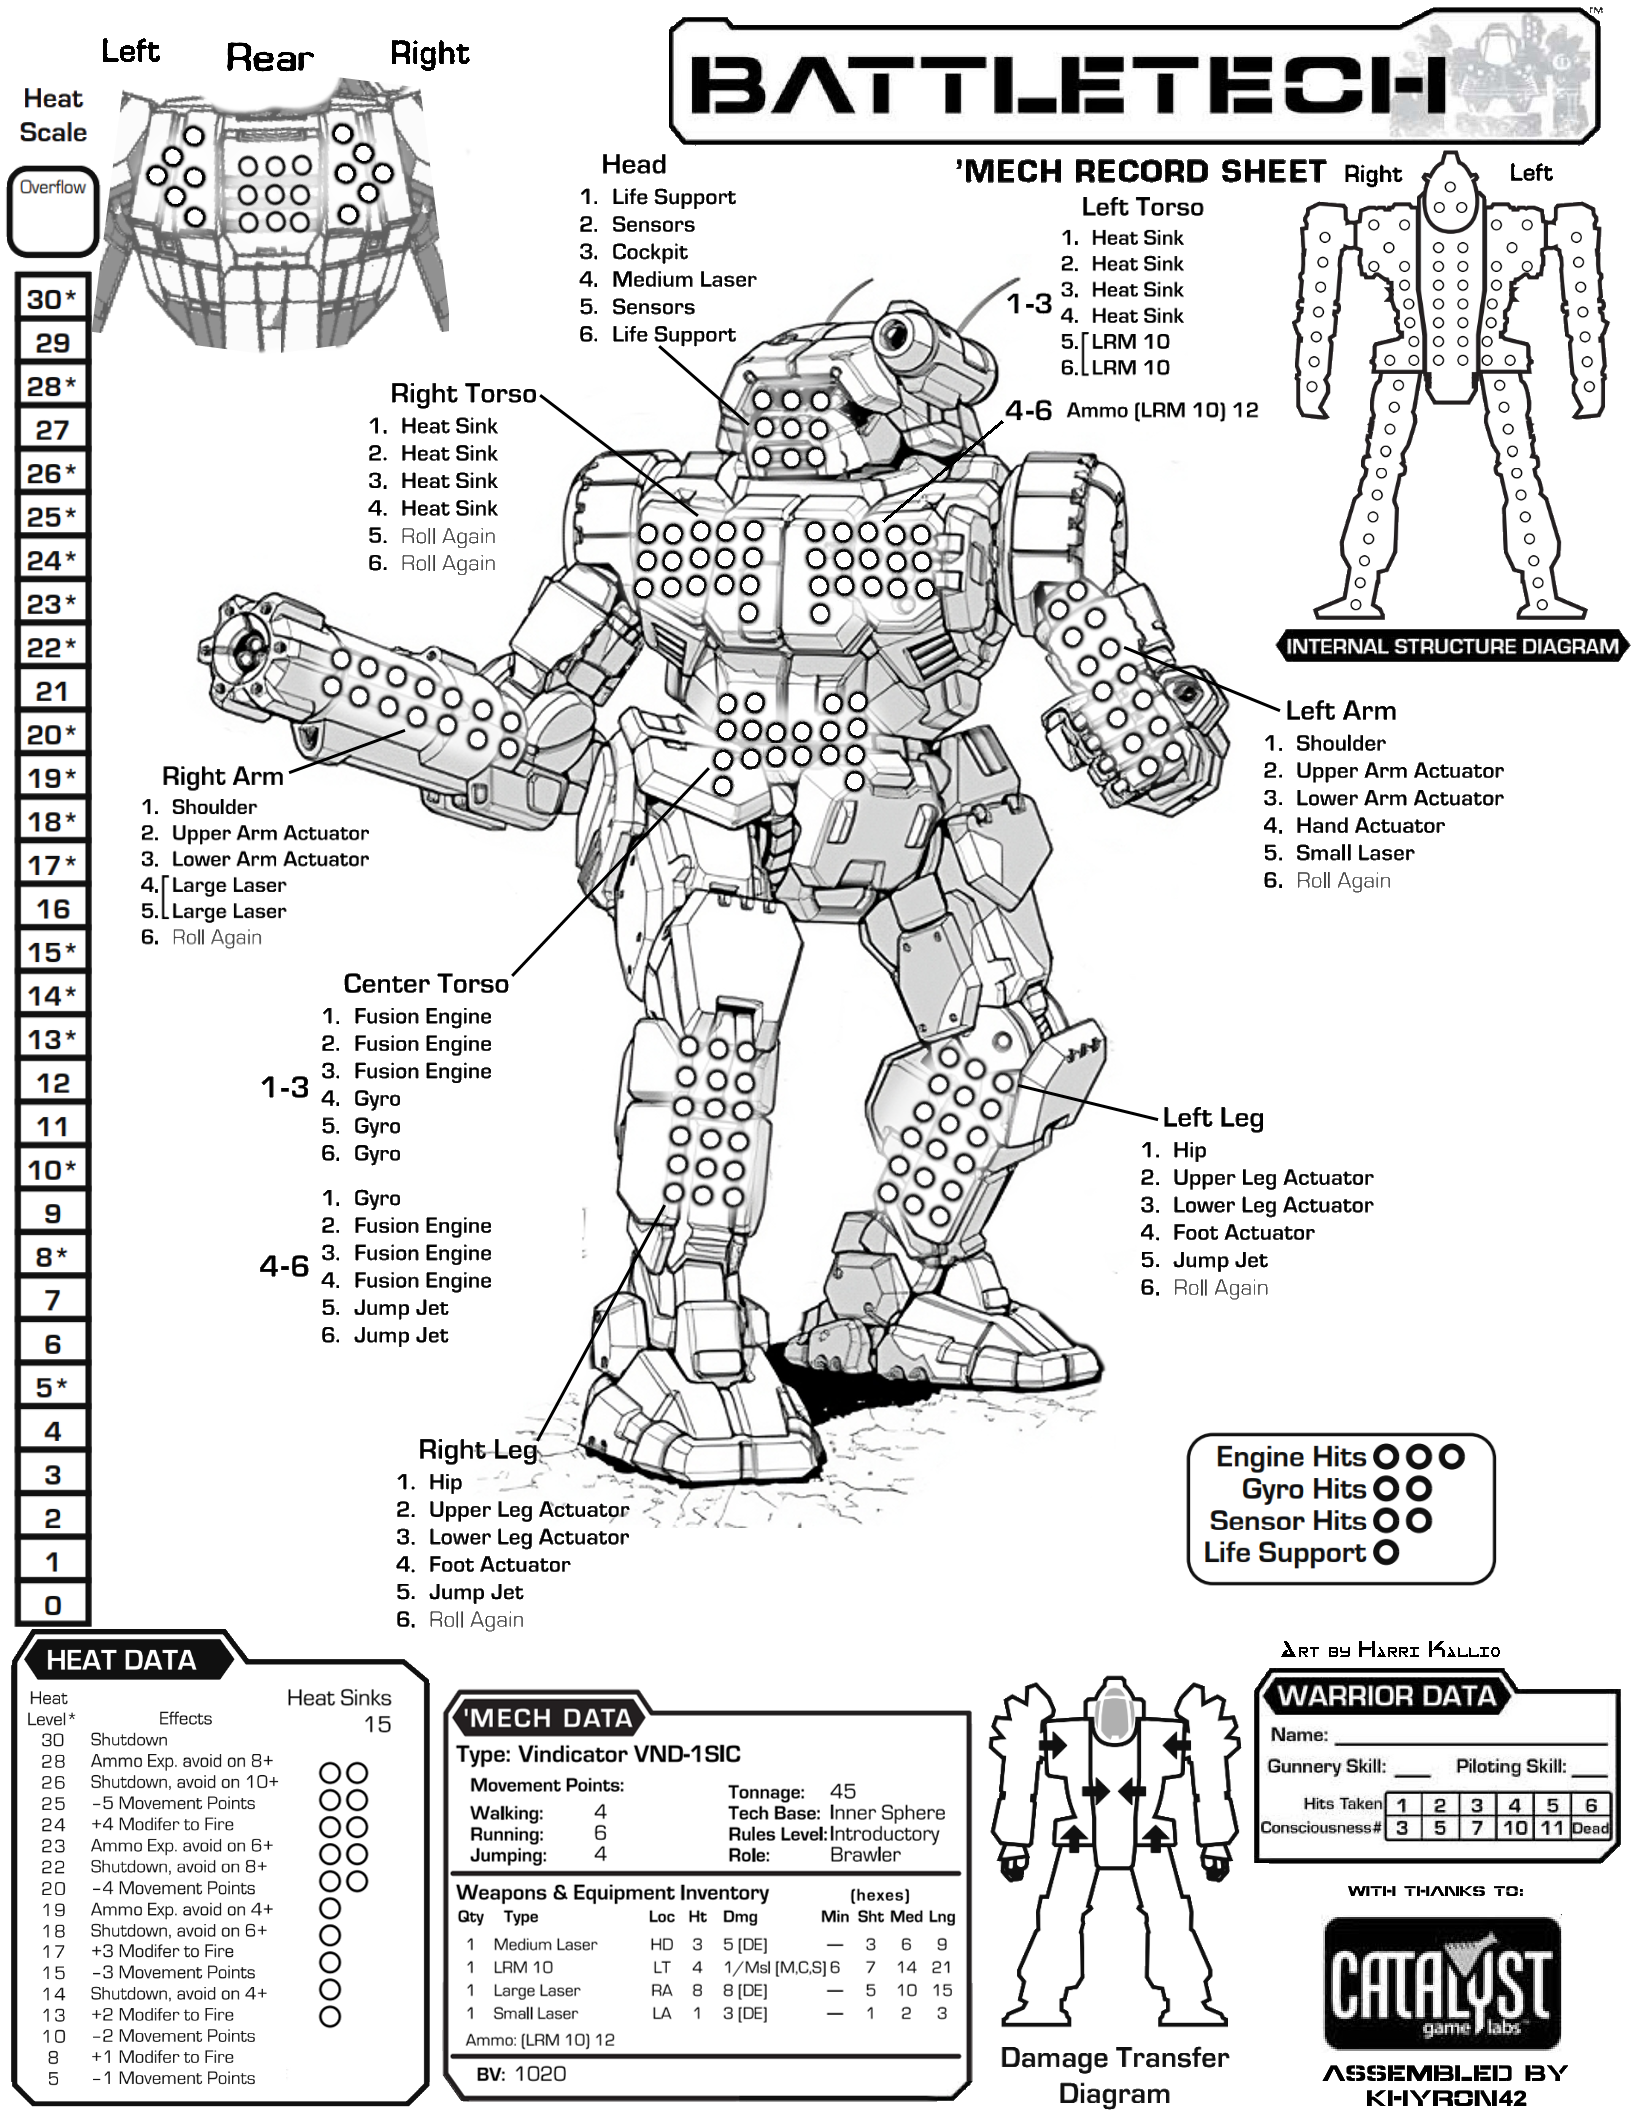 Left Rear Right
BATTLETECH™
Heat
Scale
Overflow
30*
29
28*
27
26*
25*
24*
23*
22*
21
20*
19*
18*
17*
16
15*
14*
13*
12
11
10*
9
8*
7
6
5*
4
3
2
1
0
Head
1. Life Support
2. Sensors
3. Cockpit
4. Medium Laser
5. Sensors
6. Life Support
'MECH RECORD SHEET
Left Torso
1-3
1. Heat Sink
2. Heat Sink
3. Heat Sink
4. Heat Sink
5. LRM 10
6. LRM 10
4-6 Ammo (LRM 10) 12
Right Left
INTERNAL STRUCTURE DIAGRAM
Right Torso
1. Heat Sink
2. Heat Sink
3. Heat Sink
4. Heat Sink
5. Roll Again
6. Roll Again
Left Arm
1. Shoulder
2. Upper Arm Actuator
3. Lower Arm Actuator
4. Hand Actuator
5. Small Laser
6. Roll Again
Right Arm
1. Shoulder
2. Upper Arm Actuator
3. Lower Arm Actuator
4. Large Laser
5. Large Laser
6. Roll Again
Center Torso
1-3
1. Fusion Engine
2. Fusion Engine
3. Fusion Engine
4. Gyro
5. Gyro
6. Gyro
4-6
1. Gyro
2. Fusion Engine
3. Fusion Engine
4. Fusion Engine
5. Jump Jet
6. Jump Jet
Left Leg
1. Hip
2. Upper Leg Actuator
3. Lower Leg Actuator
4. Foot Actuator
5. Jump Jet
6. Roll Again
Right Leg
1. Hip
2. Upper Leg Actuator
3. Lower Leg Actuator
4. Foot Actuator
5. Jump Jet
6. Roll Again
Engine Hits
Gyro Hits
Sensor Hits
Life Support
HEAT DATA
Heat Level* Effects Heat Sinks
15
30 Shutdown
28 Ammo Exp. avoid on 8+
26 Shutdown, avoid on 10+
25 -5 Movement Points
24 +4 Modifer to Fire
23 Ammo Exp. avoid on 6+
22 Shutdown, avoid on 8+
20 -4 Movement Points
19 Ammo Exp. avoid on 4+
18 Shutdown, avoid on 6+
17 +3 Modifer to Fire
15 -3 Movement Points
14 Shutdown, avoid on 4+
13 +2 Modifer to Fire
10 -2 Movement Points
8 +1 Modifer to Fire
5 -1 Movement Points
'MECH DATA
Type: Vindicator VND-1SIC
Movement Points:
Walking: 4
Running: 6
Jumping: 4
Tonnage: 45
Tech Base: Inner Sphere
Rules Level: Introductory
Role: Brawler
Weapons & Equipment Inventory (hexes)
Qty Type Loc Ht Dmg Min Sht Med Lng
1 Medium Laser HD 3 5 [DE] — 3 6 9
1 LRM 10 LT 4 1/Msl [M,C,S] 6 7 14 21
1 Large Laser RA 8 8 [DE] — 5 10 15
1 Small Laser LA 1 3 [DE] — 1 2 3
Ammo: (LRM 10) 12
BV: 1020
Damage Transfer
Diagram
Art by Harri Kallio
WARRIOR DATA
Name:
Gunnery Skill: ___ Piloting Skill: ___
Hits Taken 1 2 3 4 5 6
Consciousness# 3 5 7 10 11 Dead
WITH THANKS TO:
CATALYST
game labs™
ASSEMBLED BY
KHYRON42